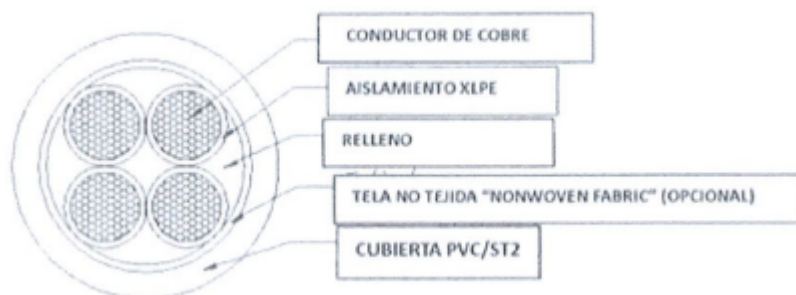 CONDUCTOR DE COBRE
AISLAMIENTO XLPE
RELLENO
TELA NO TEJIDA "NONWOVEN FABRIC" (OPCIONAL)
CUBIERTA PVC/ST2